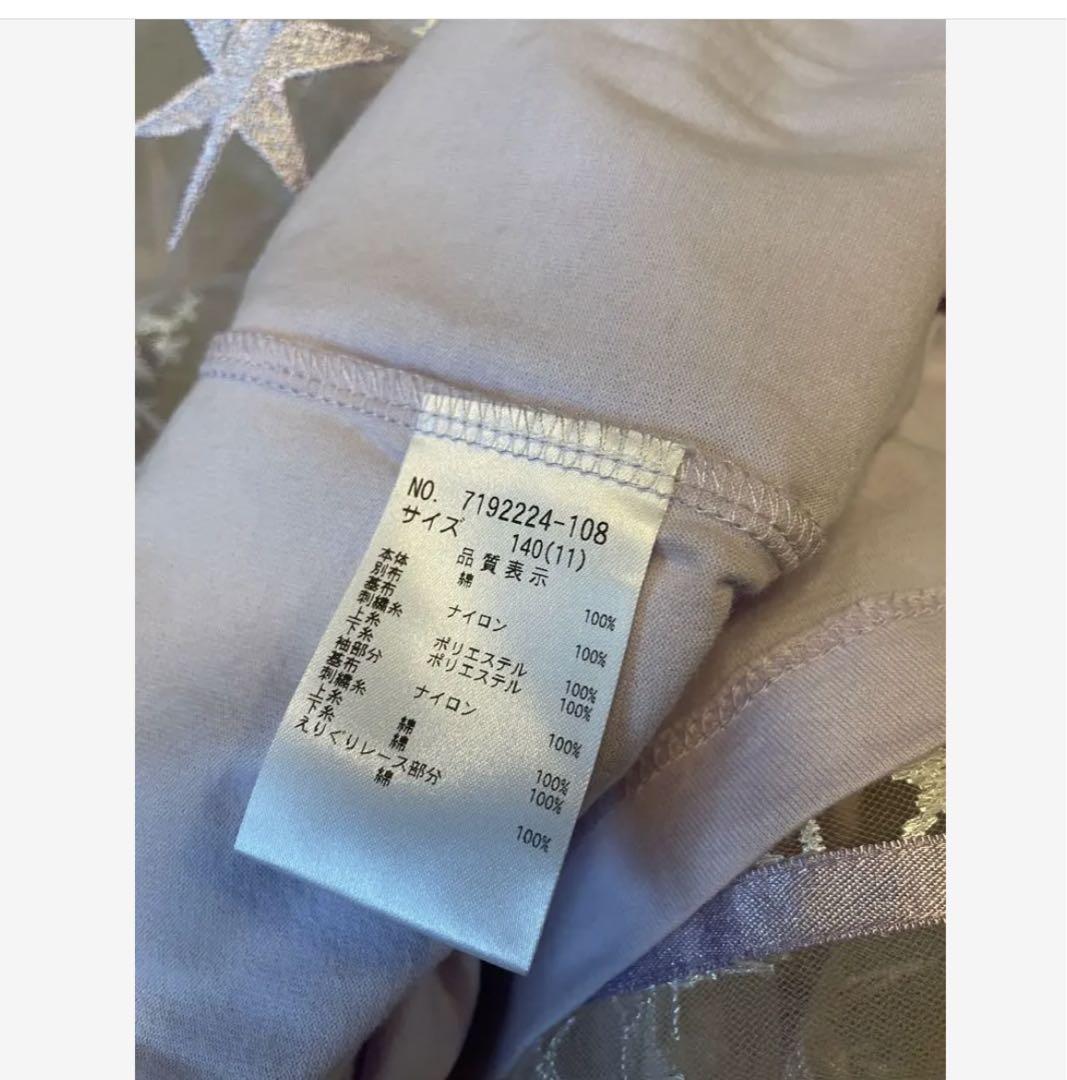 NO. 7192224-108
サイズ 140(11)
品質表示
本体 綿 100%
別布
基布 ナイロン 100%
刺繍糸
上糸 ポリエステル 100%
下糸 ポリエステル 100%
袖部分
基布 ナイロン 100%
刺繍糸
上糸 綿 100%
下糸 綿 100%
えりぐりレース部分
綿 100%